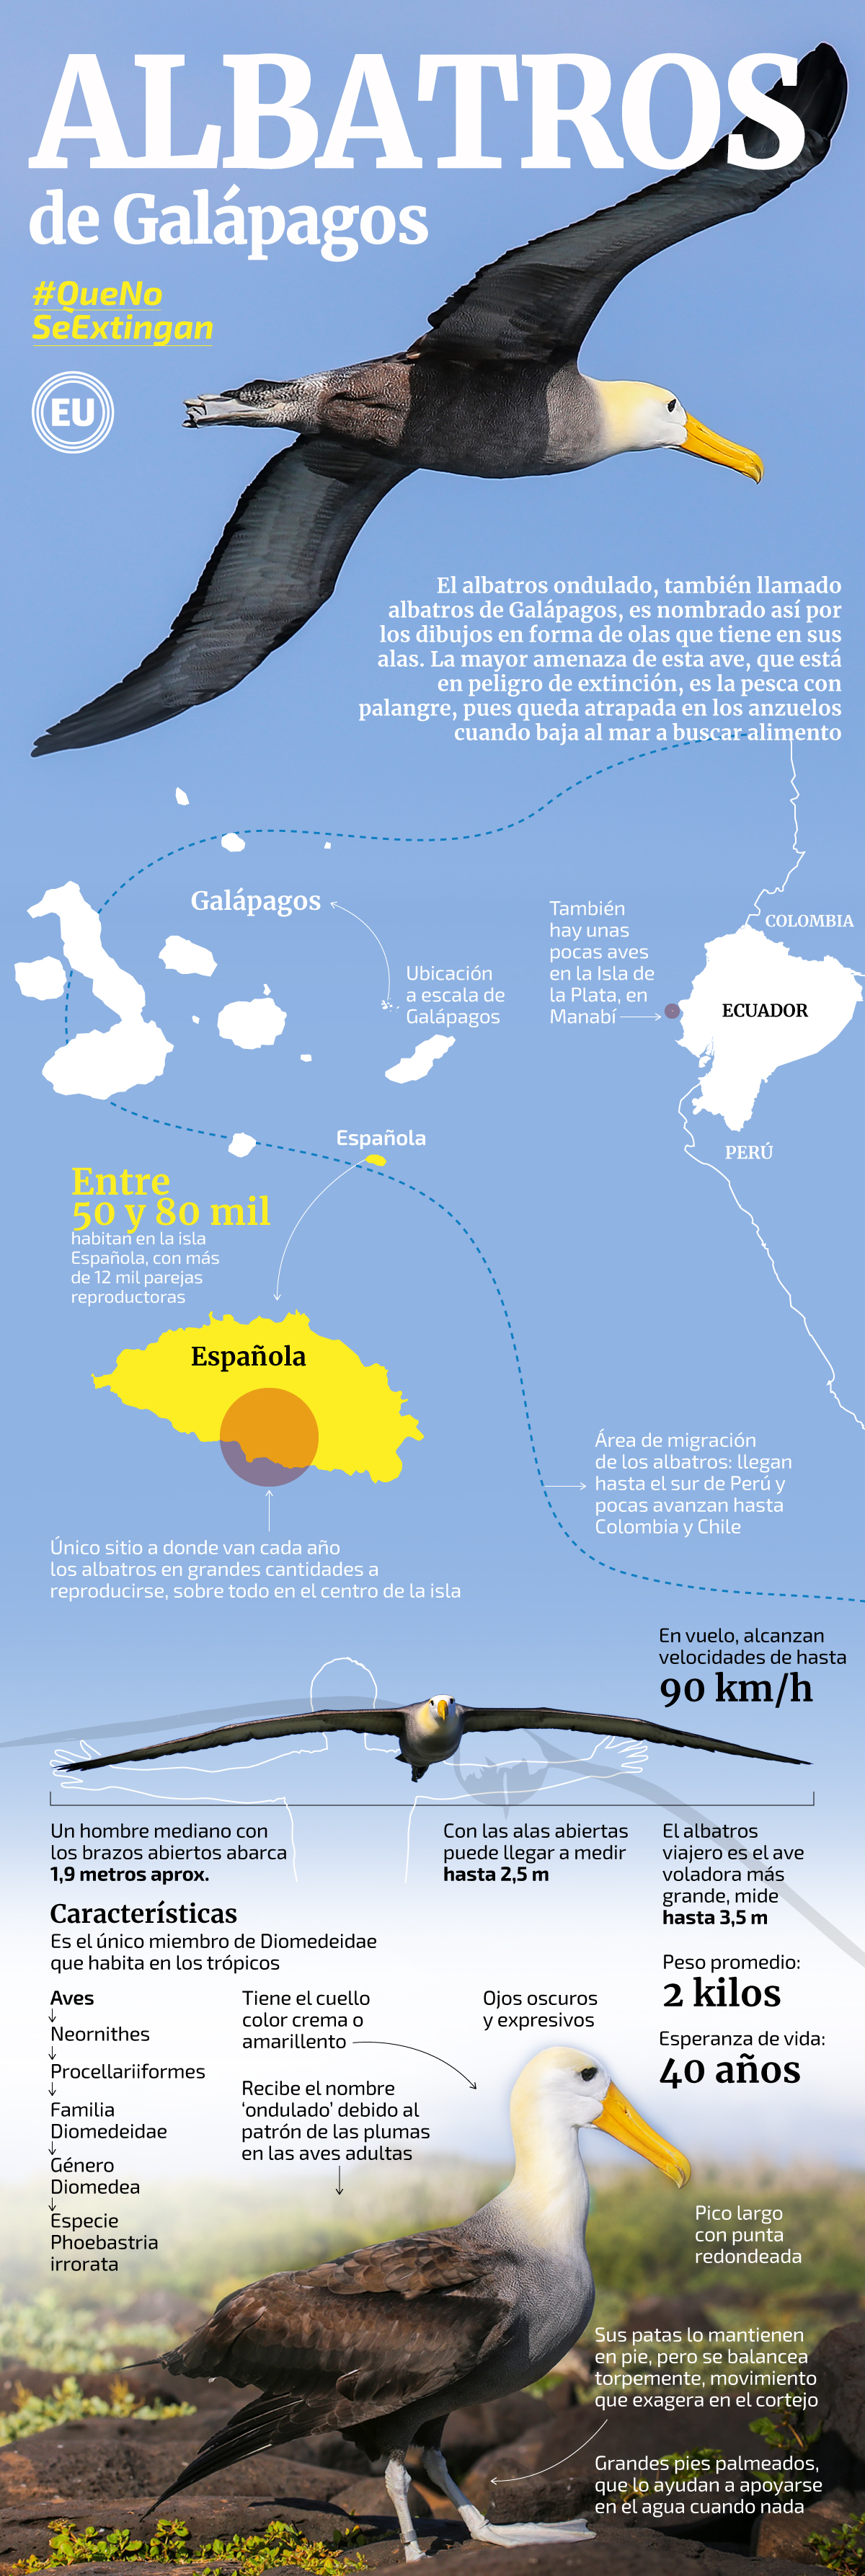 ALBATROS
de Galápagos
#QueNo
SeExtingan
EU
El albatros ondulado, también llamado
albatros de Galápagos, es nombrado así por
los dibujos en forma de olas que tiene en sus
alas. La mayor amenaza de esta ave, que está
en peligro de extinción, es la pesca con
palangre, pues queda atrapada en los anzuelos
cuando baja al mar a buscar alimento
Galápagos
Ubicación
a escala de
Galápagos
También
hay unas
pocas aves
en la Isla de
la Plata, en
Manabí
COLOMBIA
ECUADOR
PERÚ
Española
Entre
50 y 80 mil
habitan en la isla
Española, con más
de 12 mil parejas
reproductoras
Española
Único sitio a donde van cada año
los albatros en grandes cantidades a
reproducirse, sobre todo en el centro de la isla
Área de migración
de los albatros: llegan
hasta el sur de Perú y
pocas avanzan hasta
Colombia y Chile
En vuelo, alcanzan
velocidades de hasta
90 km/h
Un hombre mediano con
los brazos abiertos abarca
1,9 metros aprox.
Con las alas abiertas
puede llegar a medir
hasta 2,5 m
El albatros
viajero es el ave
voladora más
grande, mide
hasta 3,5 m
Características
Es el único miembro de Diomedeidae
que habita en los trópicos
Peso promedio:
2 kilos
Esperanza de vida:
40 años
Aves
Neornithes
Procellariiformes
Familia
Diomedeidae
Género
Diomedea
Especie
Phoebastria
irrorata
Tiene el cuello
color crema o
amarillento
Recibe el nombre
‘ondulado’ debido al
patrón de las plumas
en las aves adultas
Ojos oscuros
y expresivos
Pico largo
con punta
redondeada
Sus patas lo mantienen
en pie, pero se balancea
torpemente, movimiento
que exagera en el cortejo
Grandes pies palmeados,
que lo ayudan a apoyarse
en el agua cuando nada